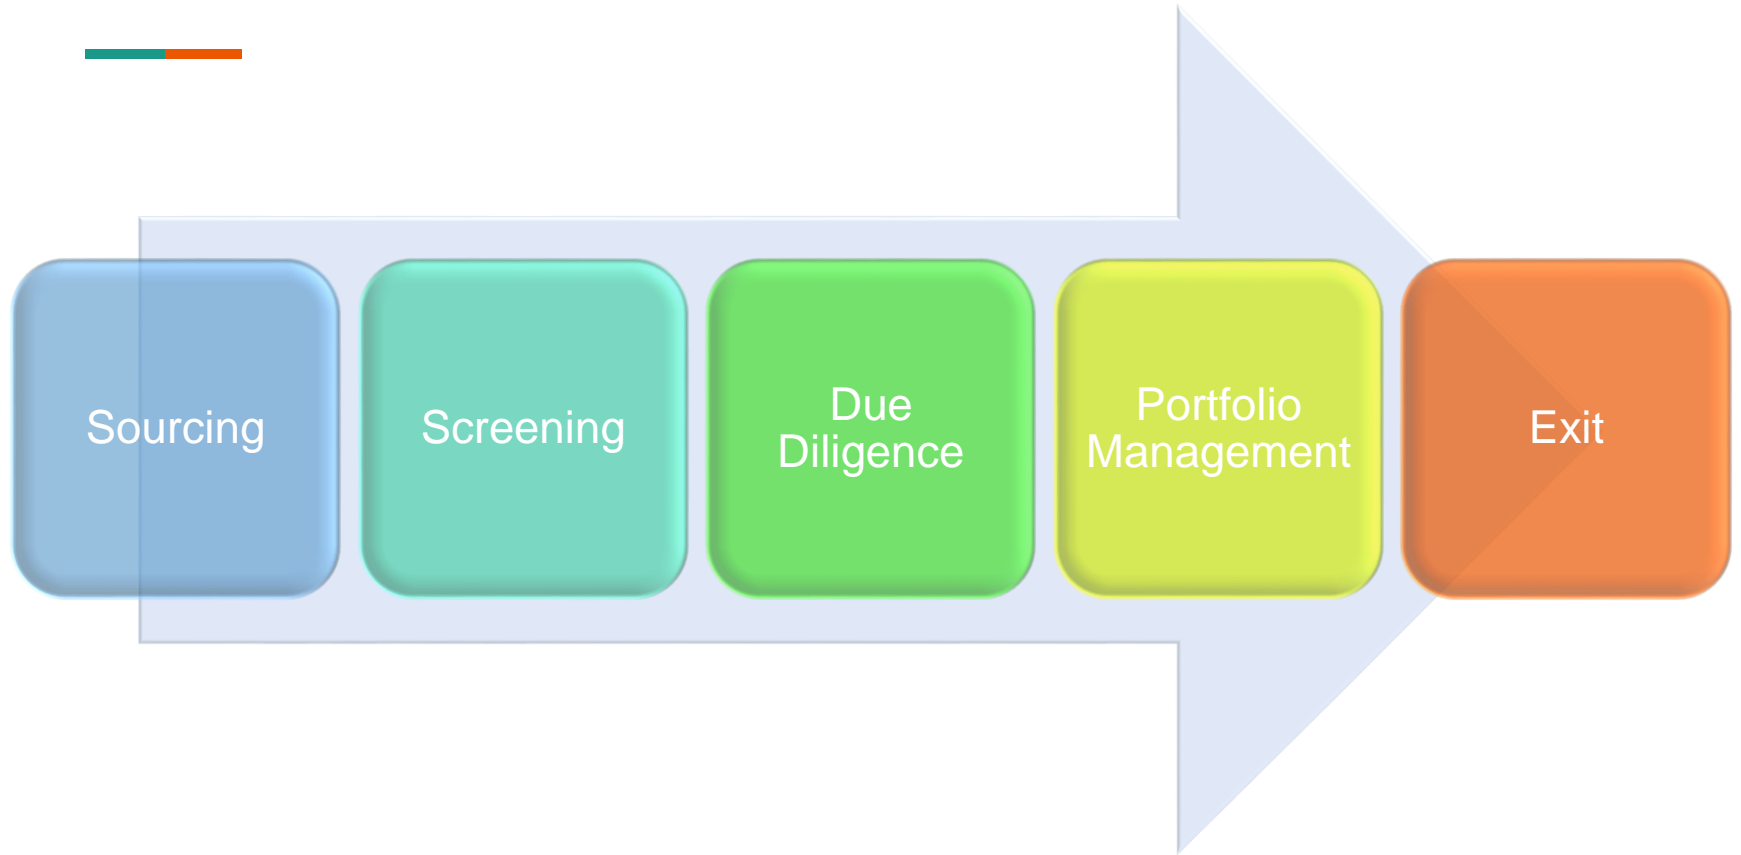 Sourcing
Screening
Due
Diligence
Portfolio
Management
Exit